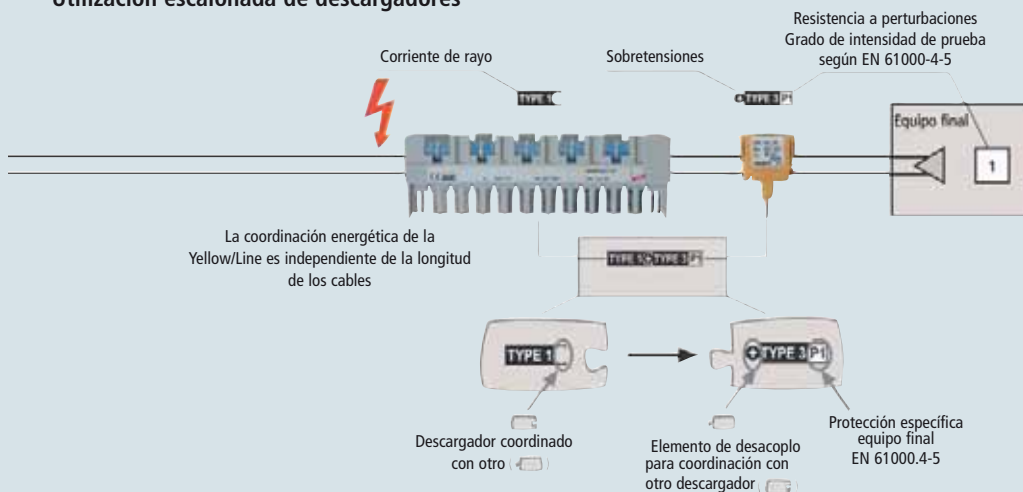 Utilización escalonada de descargadores
Resistencia a perturbaciones
Grado de intensidad de prueba
según EN 61000-4-5
Corriente de rayo
Sobretensiones
TYPE 1
TYPE 3 P1
Equipo final
1
La coordinación energética de la
Yellow/Line es independiente de la longitud
de los cables
TYPE 1 TYPE 3 P1
TYPE 1
+ TYPE 3 P1
Descargador coordinado
con otro ( )
Elemento de desacoplo
para coordinación con
otro descargador ( )
Protección específica
equipo final
EN 61000.4-5